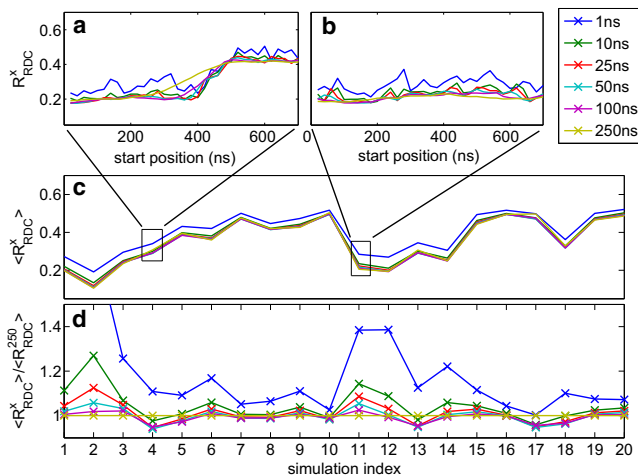 a
b
R^x_RDC
0.4
0.2
200 400 600
0 200 400 600
start position (ns)
start position (ns)
1ns
10ns
25ns
50ns
100ns
250ns
c
<R^x_RDC>
0.6
0.4
0.2
d
<R^x_RDC>/<R^250_RDC>
1.4
1.2
1
1 2 3 4 5 6 7 8 9 10 11 12 13 14 15 16 17 18 19 20
simulation index